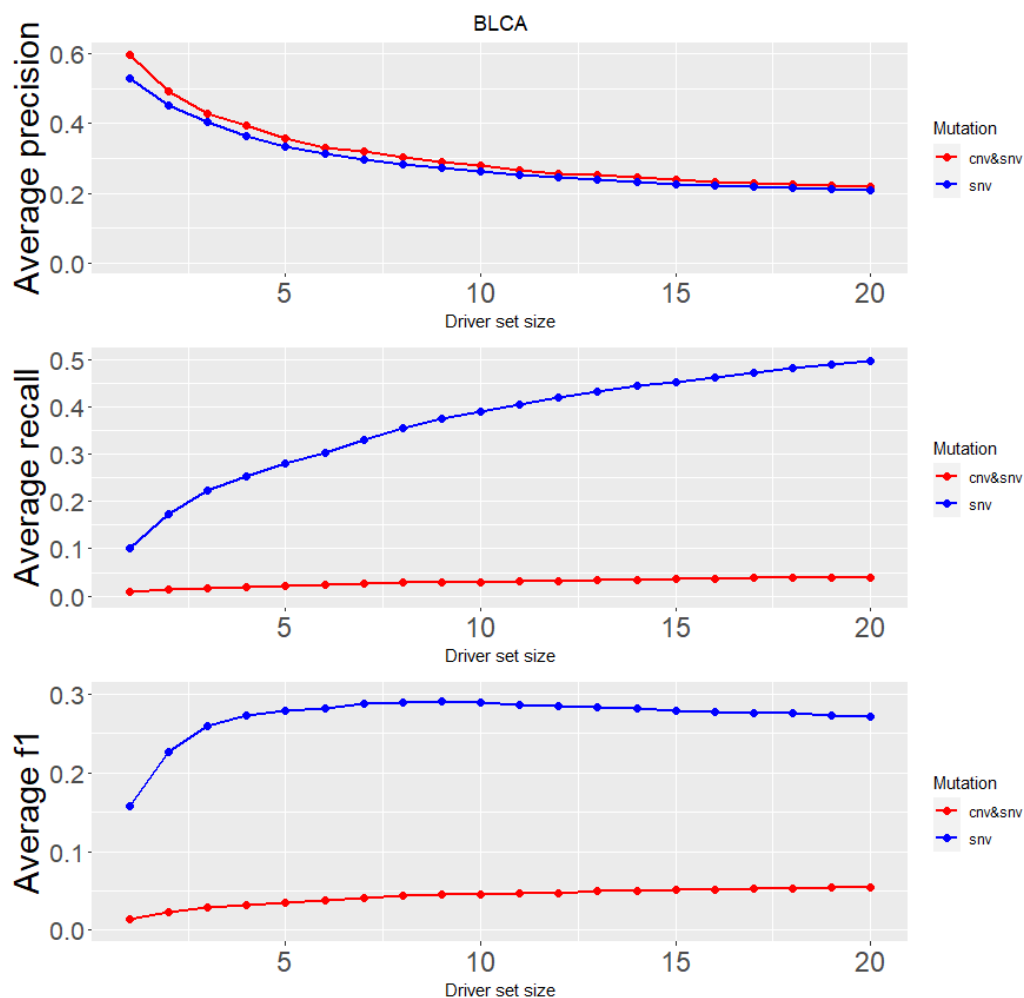 BLCA
Average precision
0.6
0.4
0.2
0.0
5 10 15 20
Driver set size
Mutation
cnv&snv
snv
Average recall
0.5
0.4
0.3
0.2
0.1
0.0
5 10 15 20
Driver set size
Mutation
cnv&snv
snv
Average f1
0.3
0.2
0.1
0.0
5 10 15 20
Driver set size
Mutation
cnv&snv
snv